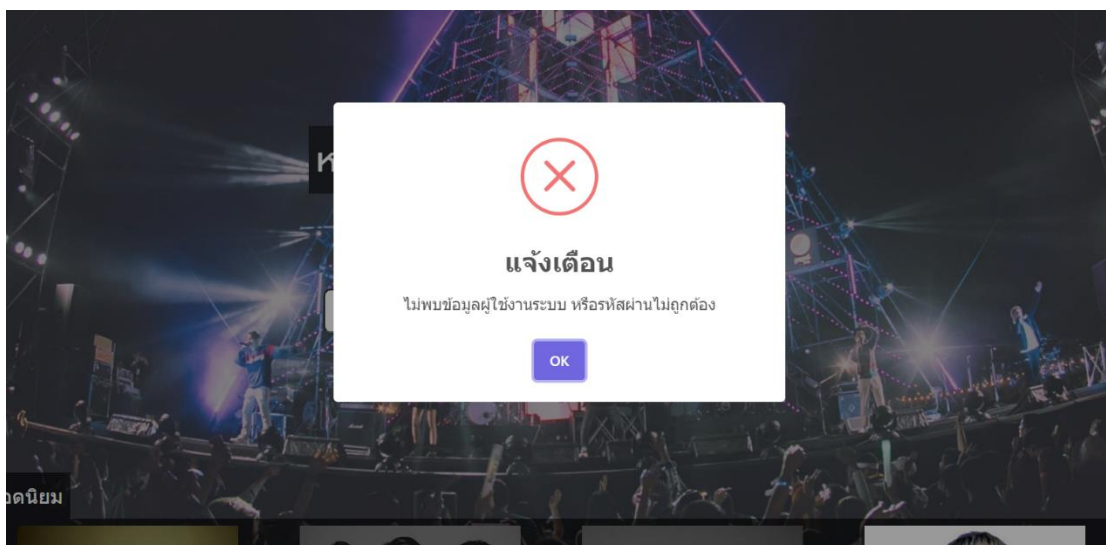 ห
แจ้งเตือน
ไม่พบข้อมูลผู้ใช้งานระบบ หรือรหัสผ่านไม่ถูกต้อง
OK
อดนิยม